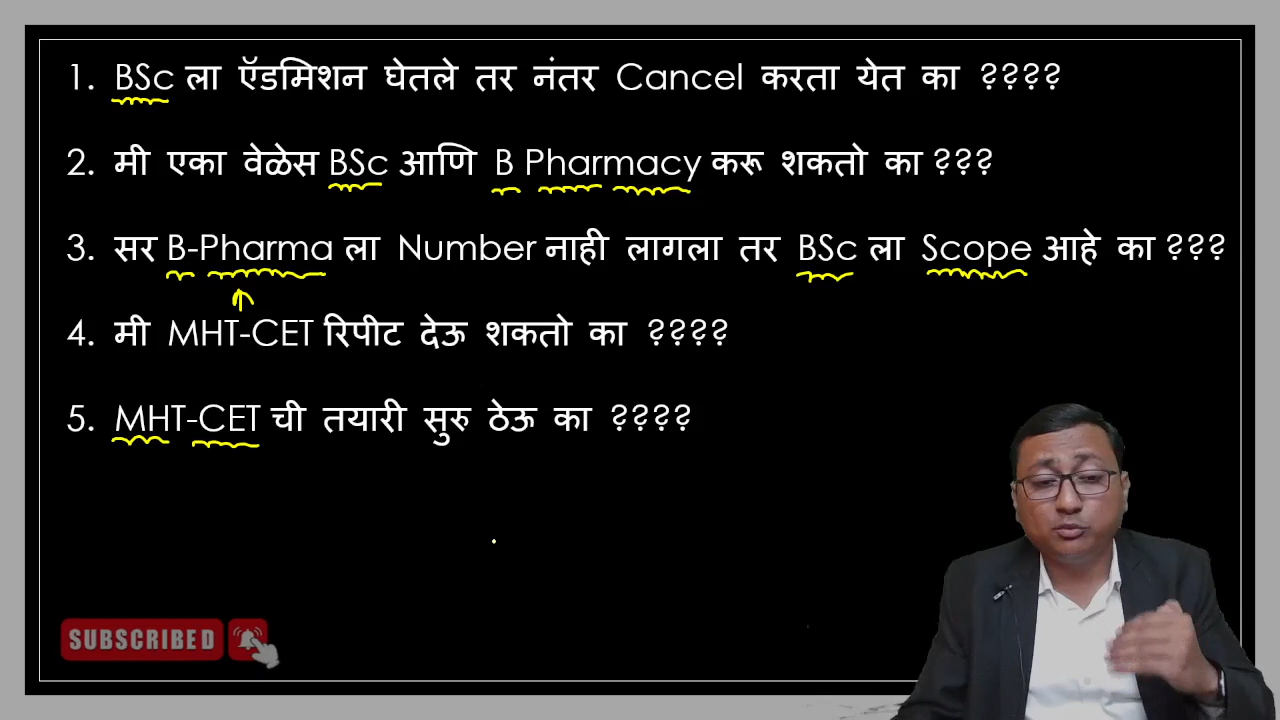 1. BSc ला ऍडमिशन घेतले तर नंतर Cancel करता येत का ????
2. मी एका वेळेस BSc आणि B Pharmacy करू शकतो का ???
3. सर B-Pharma ला Number नाही लागला तर BSc ला Scope आहे का ???
4. मी MHT-CET रिपीट देऊ शकतो का ????
5. MHT-CET ची तयारी सुरु ठेऊ का ????
SUBSCRIBED